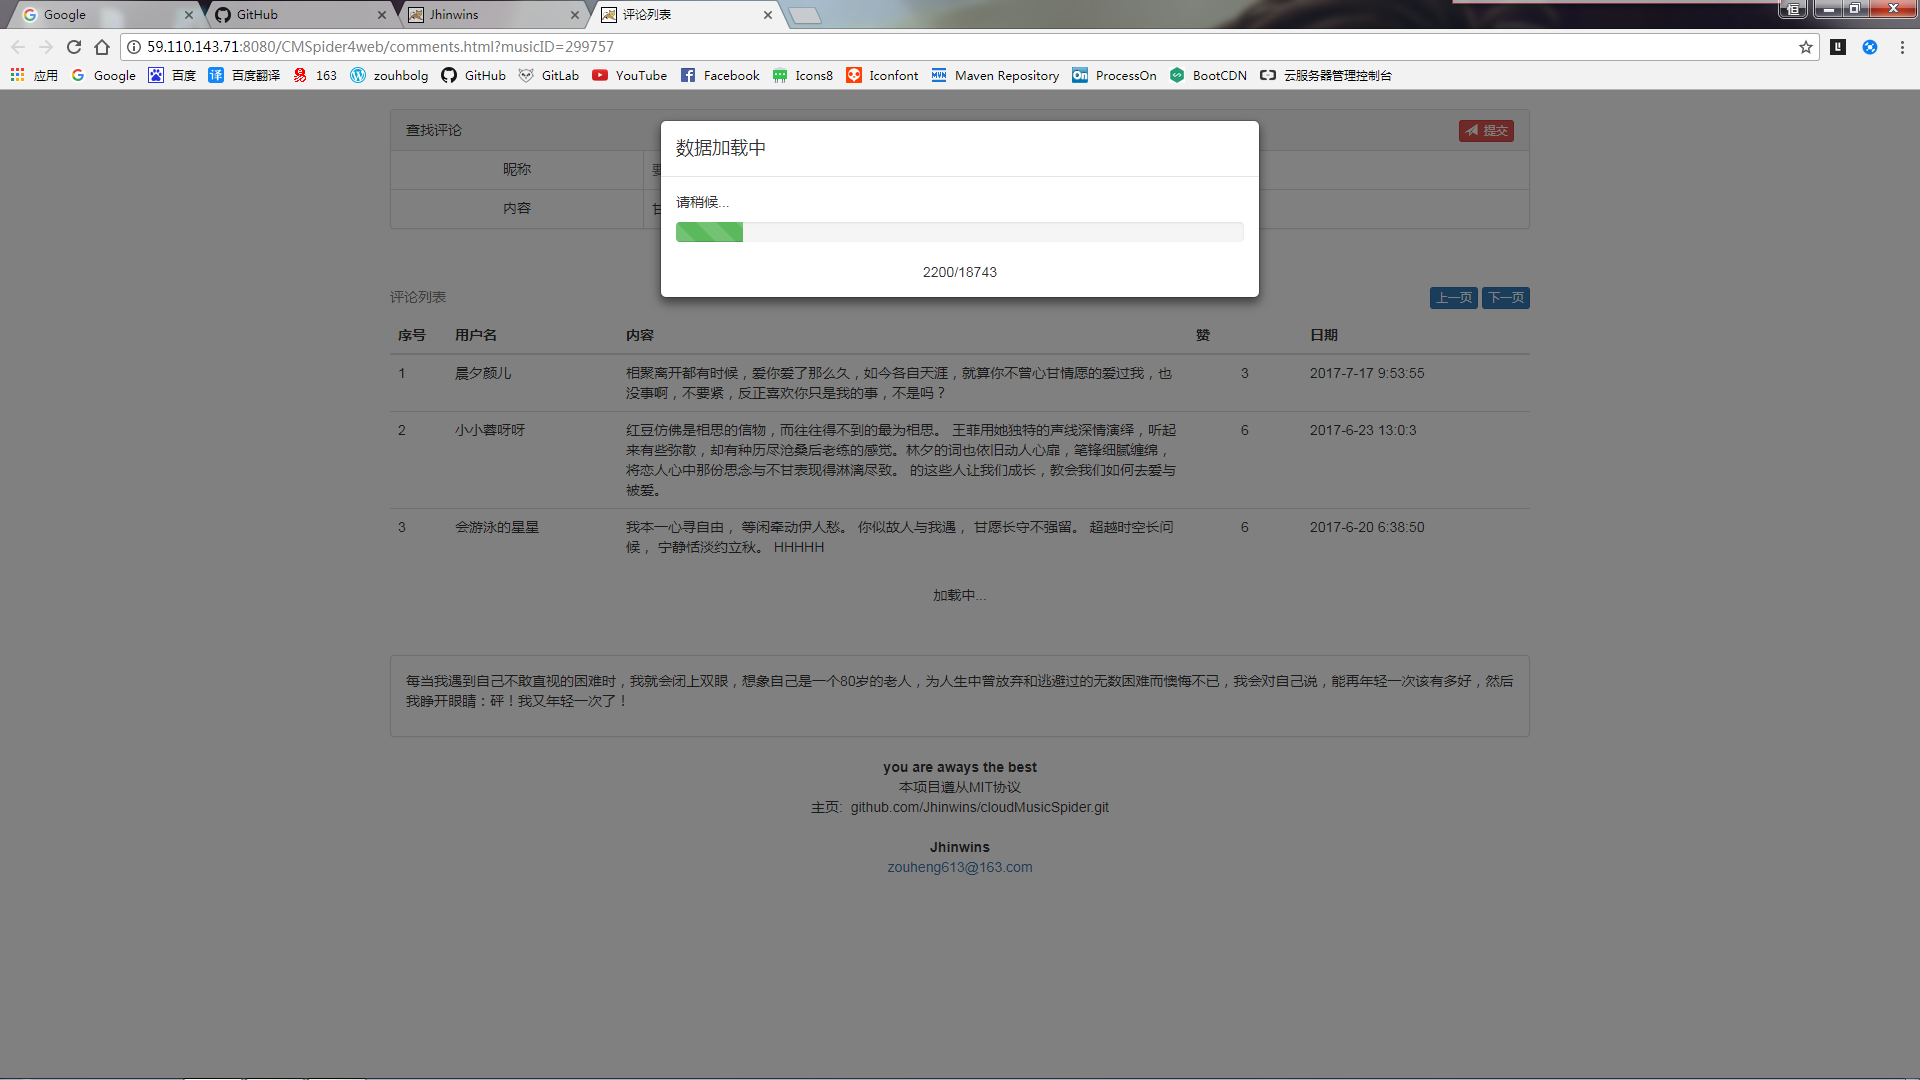 Google
GitHub
Jhinwins
评论列表
59.110.143.71:8080/CMSpider4web/comments.html?musicID=299757
应用 Google 百度 百度翻译 163 zouhbolg GitHub GitLab YouTube Facebook Icons8 Iconfont Maven Repository ProcessOn BootCDN 云服务器管理控制台
查找评论 提交
昵称
内容
数据加载中
请稍候...
2200/18743
评论列表 上一页 下一页
序号 用户名 内容 赞 日期
1 晨夕颜儿 相聚离开都有时候，爱你爱了那么久，如今各自天涯，就算你不曾心甘情愿的爱过我，也 3 2017-7-17 9:53:55
没事啊，不要紧，反正喜欢你只是我的事，不是吗？
2 小小蓉呀呀 红豆仿佛是相思的信物，而往往得不到的最为相思。 王菲用她独特的声线深情演绎，听起 6 2017-6-23 13:0:3
来有些弥散，却有种历尽沧桑后老练的感觉。林夕的词也依旧动人心扉，笔锋细腻缠绵，
将恋人心中那份思念与不甘表现得淋漓尽致。 的这些人让我们成长，教会我们如何去爱与
被爱。
3 会游泳的星星 我本一心寻自由， 等闲牵动伊人愁。 你似故人与我遇， 甘愿长守不强留。 超越时空长问 6 2017-6-20 6:38:50
候， 宁静恬淡约立秋。 HHHHH
加载中...
每当我遇到自己不敢直视的困难时，我就会闭上双眼，想象自己是一个80岁的老人，为人生中曾放弃和逃避过的无数困难而懊悔不已，我会对自己说，能再年轻一次该有多好，然后
我睁开眼睛：砰！我又年轻一次了！
you are aways the best
本项目遵从MIT协议
主页: github.com/Jhinwins/cloudMusicSpider.git
Jhinwins
zouheng613@163.com